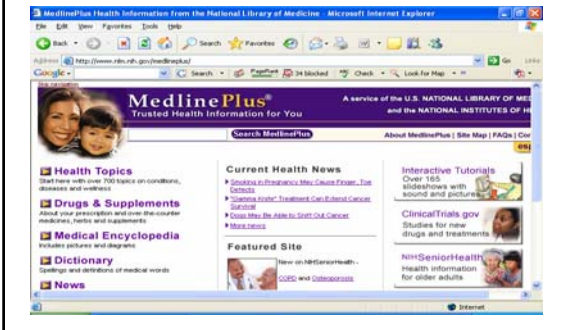 MedlinePlus Health Information from the National Library of Medicine - Microsoft Internet Explorer
File Edit View Favorites Tools Help
Back Search Favorites
Address http://www.nlm.nih.gov/medlineplus/ Go Links
Google Search PageRank 34 blocked Check Look for Map
Skip navigation
MedlinePlus® A service of the U.S. NATIONAL LIBRARY OF MED
Trusted Health Information for You and the NATIONAL INSTITUTES OF HE
Search MedlinePlus About MedlinePlus | Site Map | FAQs | Con
esp
Health Topics
Start here with over 700 topics on conditions,
diseases and wellness
Drugs & Supplements
About your prescription and over-the-counter
medicines, herbs and supplements
Medical Encyclopedia
Includes pictures and diagrams
Dictionary
Spellings and definitions of medical words
News
Current Health News
Smoking in Pregnancy May Cause Finger, Toe
Defects
"Gamma Knife" Treatment Can Extend Cancer
Survival
Dogs May Be Able to Sniff Out Cancer
More news
Featured Site
New on NIHSeniorHealth -
COPD and Osteoporosis
Interactive Tutorials
Over 165
slideshows with
sound and pictures
ClinicalTrials.gov
Studies for new
drugs and treatments
NIHSeniorHealth
Health information
for older adults
Internet